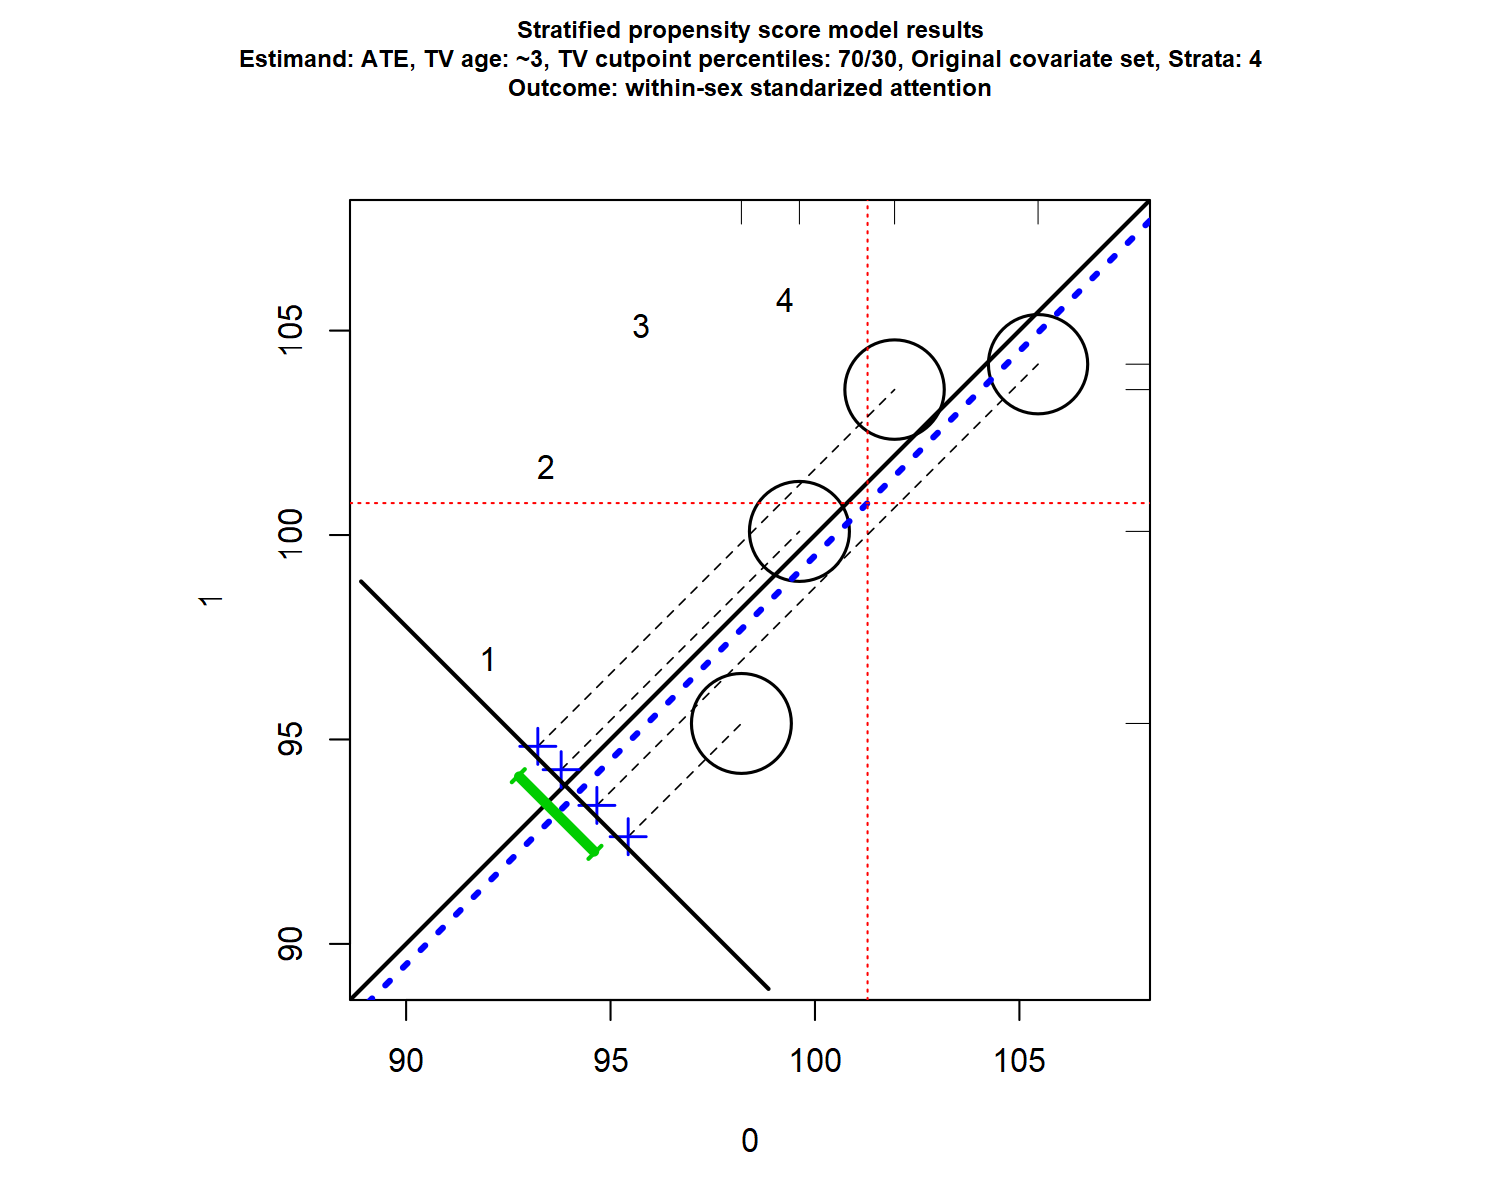 Stratified propensity score model results
Estimand: ATE, TV age: ~3, TV cutpoint percentiles: 70/30, Original covariate set, Strata: 4
Outcome: within-sex standarized attention
4
3
105
2
100
1
1
95
90
90 95 100 105
0